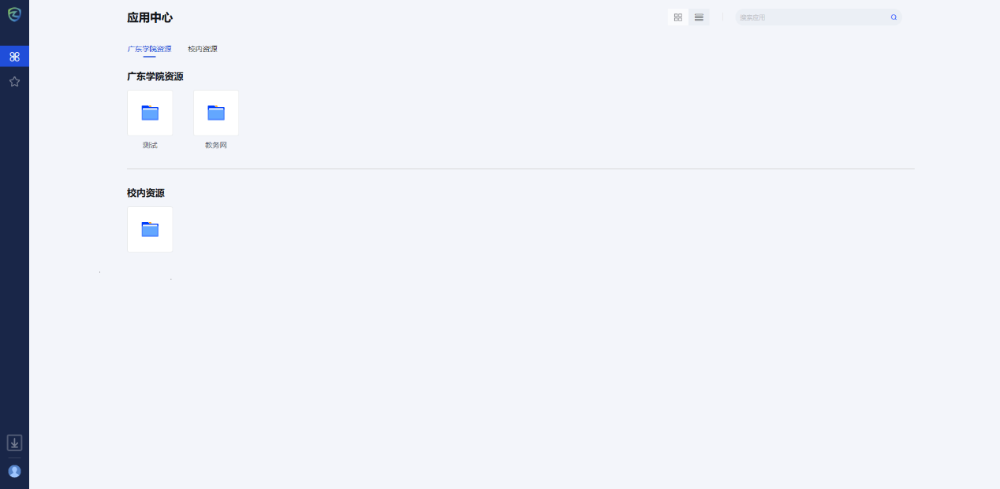 应用中心
搜索应用
广东学院资源 校内资源
广东学院资源
测试 教务网
校内资源